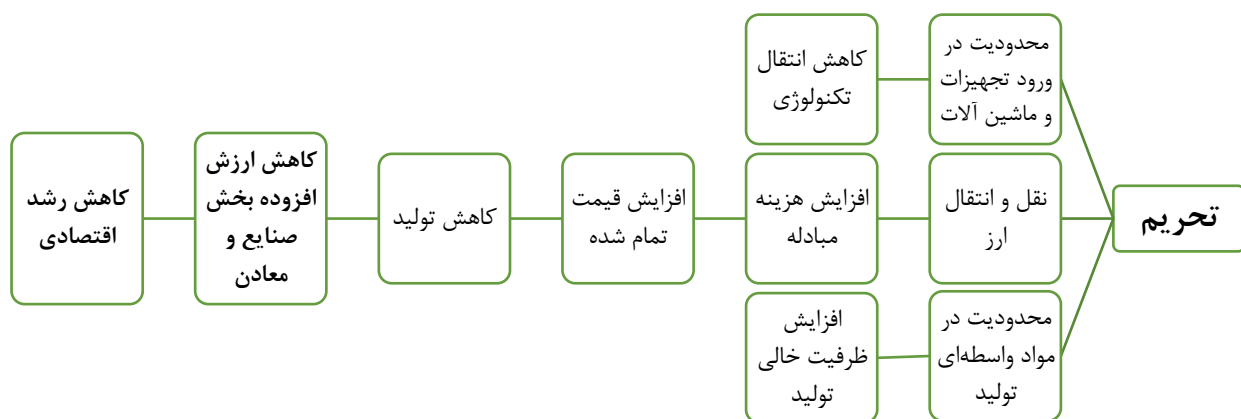 تحریم
محدودیت در
ورود تجهیزات
و ماشین آلات
کاهش انتقال
تکنولوژی
نقل و انتقال
ارز
افزایش هزینه
مبادله
افزایش قیمت
تمام شده
کاهش تولید
کاهش ارزش
افزوده بخش
صنایع و
معادن
کاهش رشد
اقتصادی
محدودیت در
مواد واسطه‌ای
تولید
افزایش
ظرفیت خالی
تولید